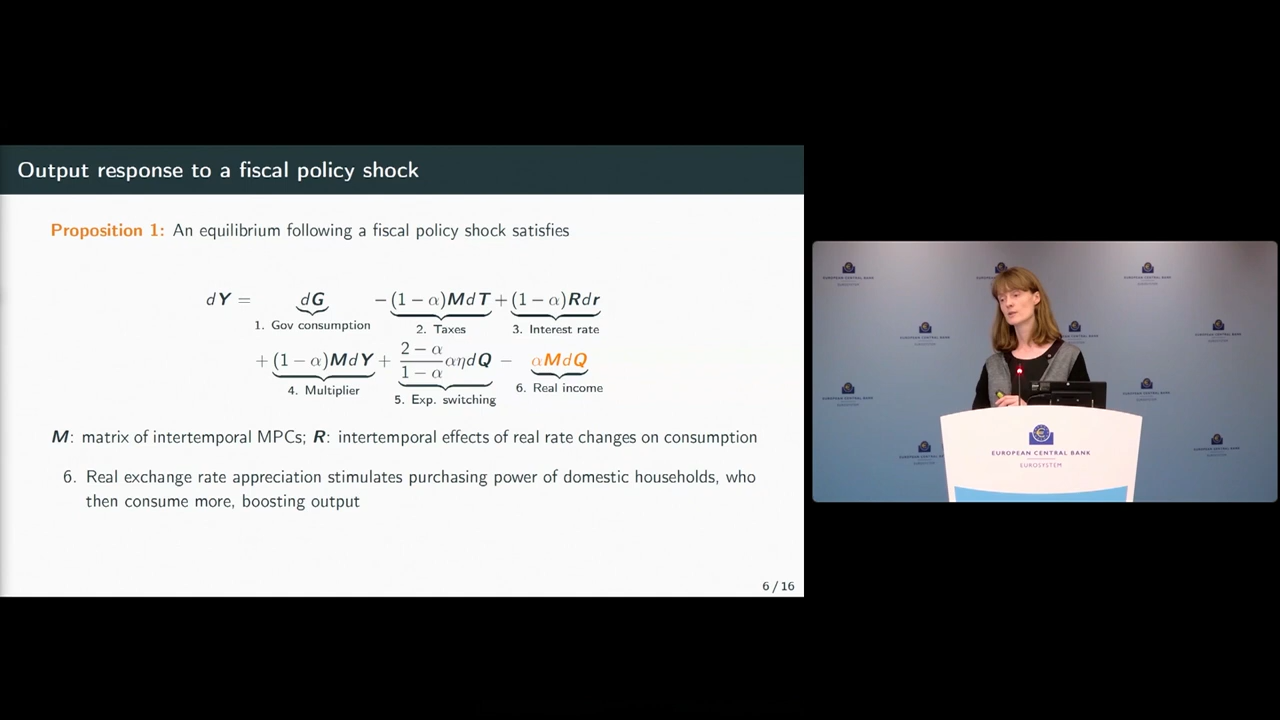 Output response to a fiscal policy shock
Proposition 1: An equilibrium following a fiscal policy shock satisfies
dY = dG − (1 − α)MdT + (1 − α)Rdr
1. Gov consumption 2. Taxes 3. Interest rate
+ (1 − α)MdY + (2 − α)/(1 − α) αηdQ − αMdQ
4. Multiplier 5. Exp. switching 6. Real income
M: matrix of intertemporal MPCs; R: intertemporal effects of real rate changes on consumption
6. Real exchange rate appreciation stimulates purchasing power of domestic households, who
then consume more, boosting output
6 / 16
EUROPEAN CENTRAL BANK
EUROSYSTEM